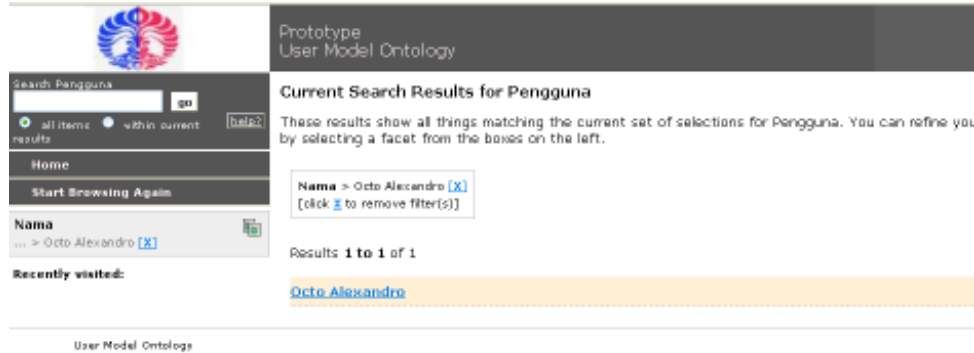 Prototype
User Model Ontology
Search Pengguna
go
all items within current
results
help?
Home
Start Browsing Again
Nama
... > Octo Alexandro [X]
Recently visited:
Current Search Results for Pengguna
These results show all things matching the current set of selections for Pengguna. You can refine you
by selecting a facet from the boxes on the left.
Nama > Octo Alexandro [X]
[click X to remove filter(s)]
Results 1 to 1 of 1
Octo Alexandro
User Model Ontology